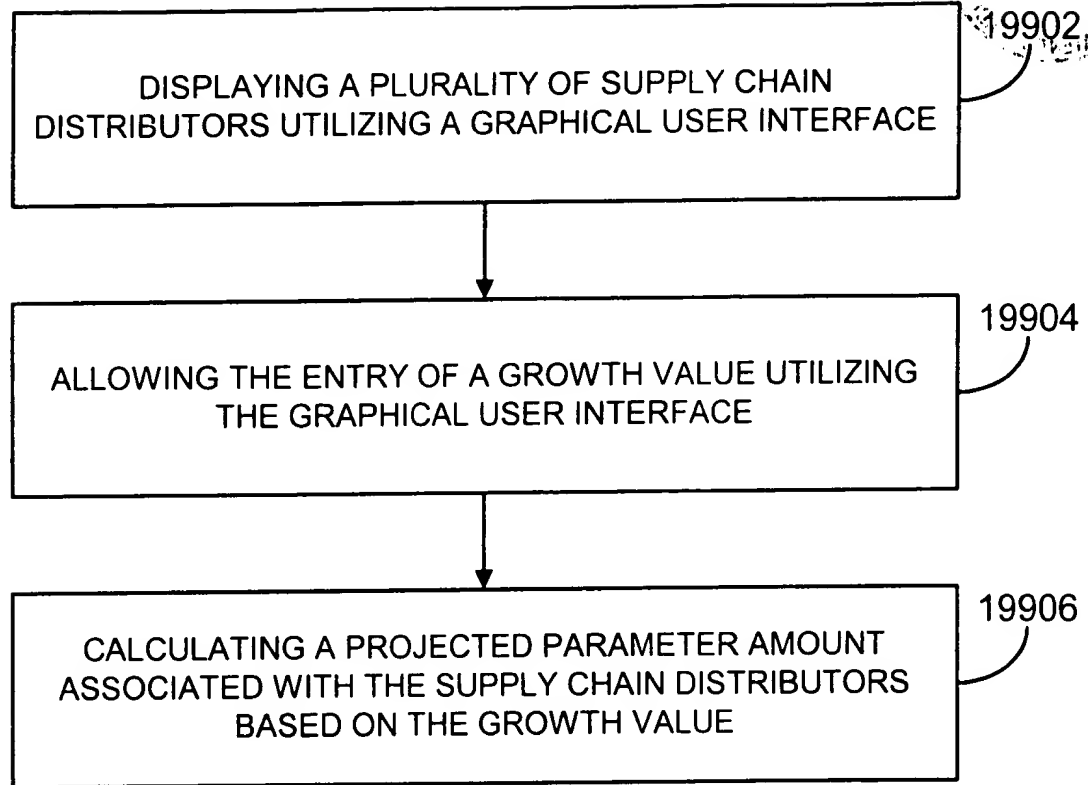 19902
DISPLAYING A PLURALITY OF SUPPLY CHAIN
DISTRIBUTORS UTILIZING A GRAPHICAL USER INTERFACE
19904
ALLOWING THE ENTRY OF A GROWTH VALUE UTILIZING
THE GRAPHICAL USER INTERFACE
19906
CALCULATING A PROJECTED PARAMETER AMOUNT
ASSOCIATED WITH THE SUPPLY CHAIN DISTRIBUTORS
BASED ON THE GROWTH VALUE